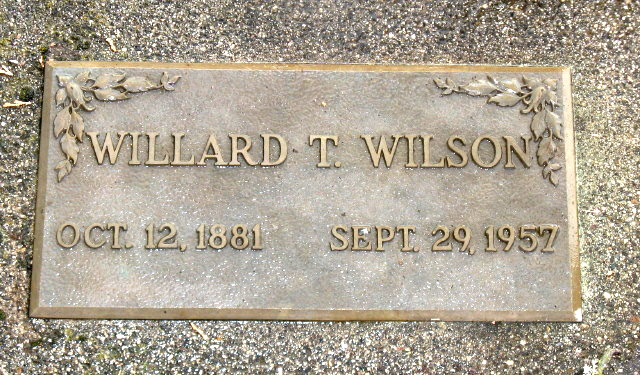 WILLARD T. WILSON
OCT. 12, 1881 SEPT. 29, 1957